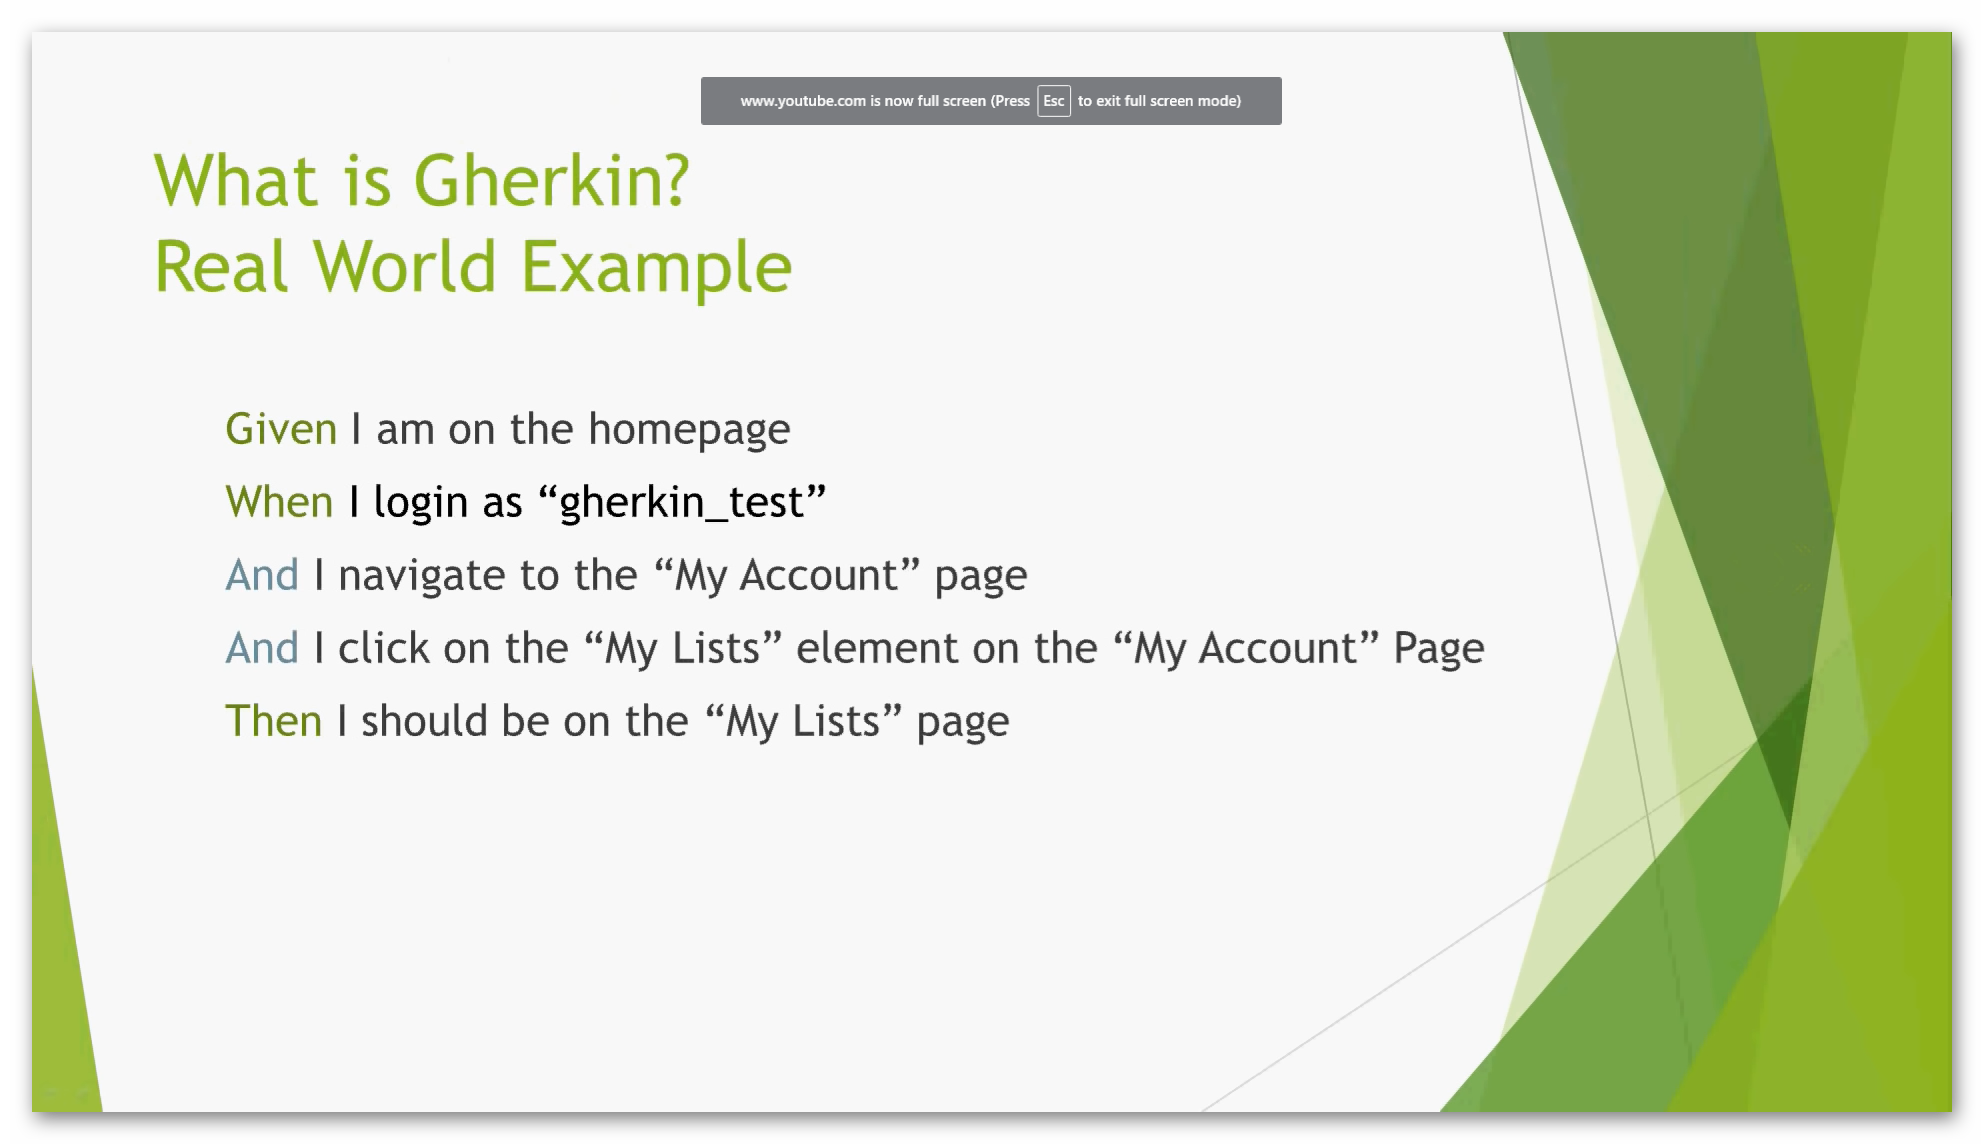 www.youtube.com is now full screen (Press Esc to exit full screen mode)
What is Gherkin?
Real World Example
Given I am on the homepage
When I login as “gherkin_test”
And I navigate to the “My Account” page
And I click on the “My Lists” element on the “My Account” Page
Then I should be on the “My Lists” page